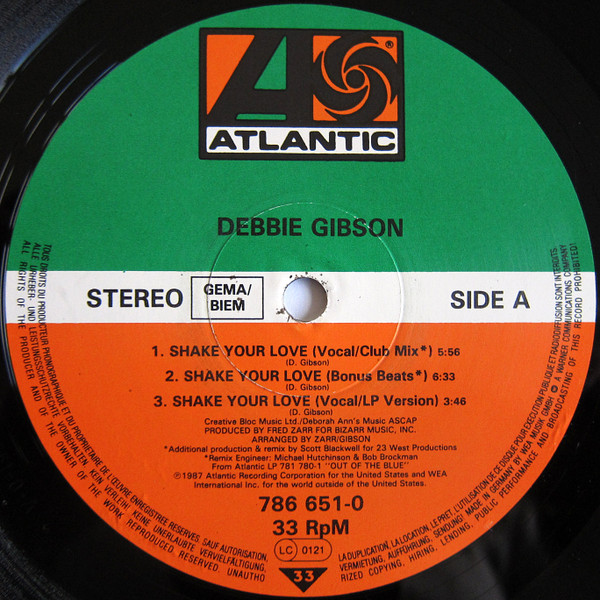 ATLANTIC
®
DEBBIE GIBSON
STEREO
GEMA/
BIEM
SIDE A
1. SHAKE YOUR LOVE (Vocal/Club Mix*) 5:56
(D. Gibson)
2. SHAKE YOUR LOVE (Bonus Beats*) 6:33
(D. Gibson)
3. SHAKE YOUR LOVE (Vocal/LP Version) 3:46
(D. Gibson)
Creative Bloc Music Ltd./Deborah Ann's Music ASCAP
PRODUCED BY FRED ZARR FOR BIZARR MUSIC, INC.
ARRANGED BY ZARR/GIBSON
*Additional production & remix by Scott Blackwell for 23 West Productions
*Remix Engineer: Michael Hutchinson & Bob Brockman
From Atlantic LP 781 780-1 "OUT OF THE BLUE"
℗1987 Atlantic Recording Corporation for the United States and WEA
International Inc. for the world outside of the United States.
786 651-0
33 RpM
LC 0121
33
TOUS DROITS DU PRODUCTEUR PHONOGRAPHIQUE ET DU PROPRIETAIRE DE L'ŒUVRE ENREGISTREE RESERVES. SAUF AUTORISATION,
LA DUPLICATION, LA LOCATION, LE PRET, L'UTILISATION DE CE DISQUE POUR EXECUTION PUBLIQUE ET RADIODIFFUSION SONT INTERDITS
ALLE URHEBER- UND LEISTUNGSSCHUTZRECHTE VORBEHALTEN. KEIN VERLEIH! KEINE UNERLAUBTE VERVIELFÄLTIGUNG,
VERMIETUNG, AUFFÜHRUNG, SENDUNG! MADE IN GERMANY BY WEA MUSIK GMBH. A WARNER COMMUNICATIONS COMPANY
ALL RIGHTS OF THE PRODUCER AND OF THE OWNER OF THE WORK REPRODUCED RESERVED. UNAUTHO
RIZED COPYING, HIRING, LENDING, PUBLIC PERFORMANCE AND BROADCASTING OF THIS RECORD PROHIBITED!